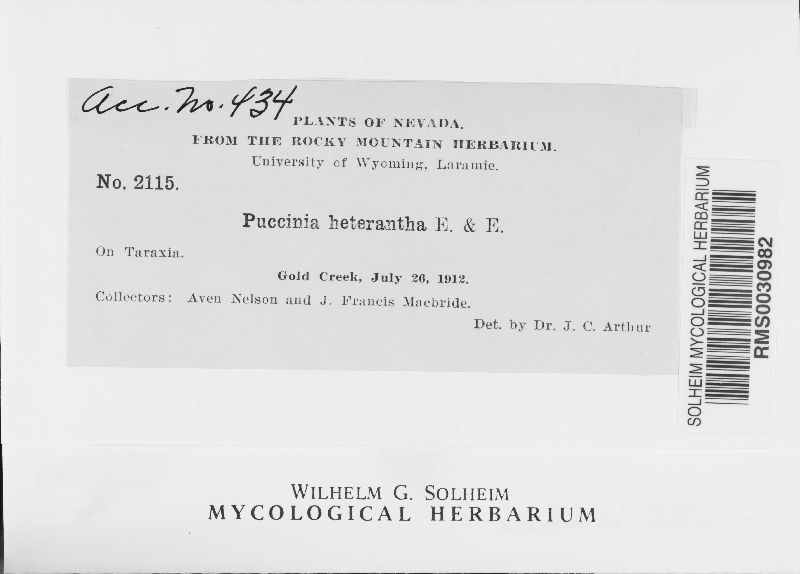 Acc. No. 434
PLANTS OF NEVADA.
FROM THE ROCKY MOUNTAIN HERBARIUM.
University of Wyoming, Laramie.
No. 2115.
Puccinia heterantha E. & E.
On Taraxia.
Gold Creek, July 26, 1912.
Collectors: Aven Nelson and J. Francis Macbride.
Det. by Dr. J. C. Arthur
SOLHEIM MYCOLOGICAL HERBARIUM
RMS0030982
WILHELM G. SOLHEIM
MYCOLOGICAL HERBARIUM